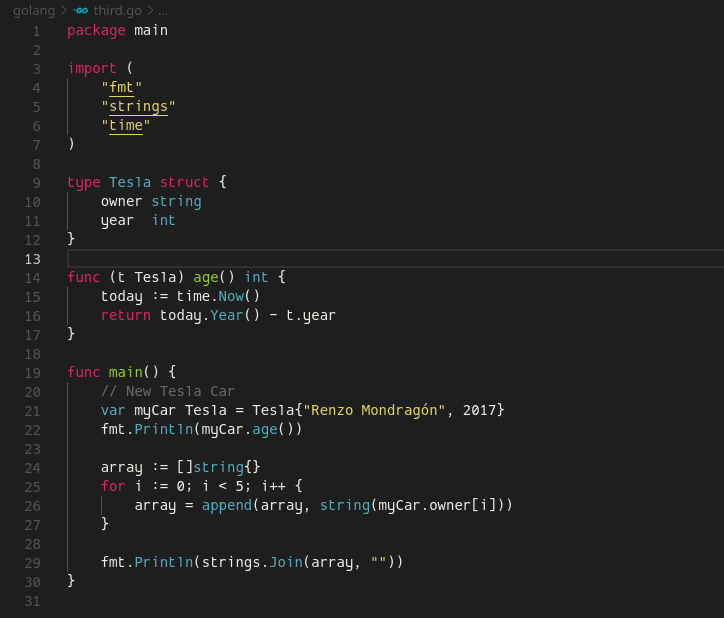 golang > GO third.go > ...
1 package main
2
3 import (
4     "fmt"
5     "strings"
6     "time"
7 )
8
9 type Tesla struct {
10     owner string
11     year  int
12 }
13
14 func (t Tesla) age() int {
15     today := time.Now()
16     return today.Year() - t.year
17 }
18
19 func main() {
20     // New Tesla Car
21     var myCar Tesla = Tesla{"Renzo Mondragón", 2017}
22     fmt.Println(myCar.age())
23
24     array := []string{}
25     for i := 0; i < 5; i++ {
26         array = append(array, string(myCar.owner[i]))
27     }
28
29     fmt.Println(strings.Join(array, ""))
30 }
31